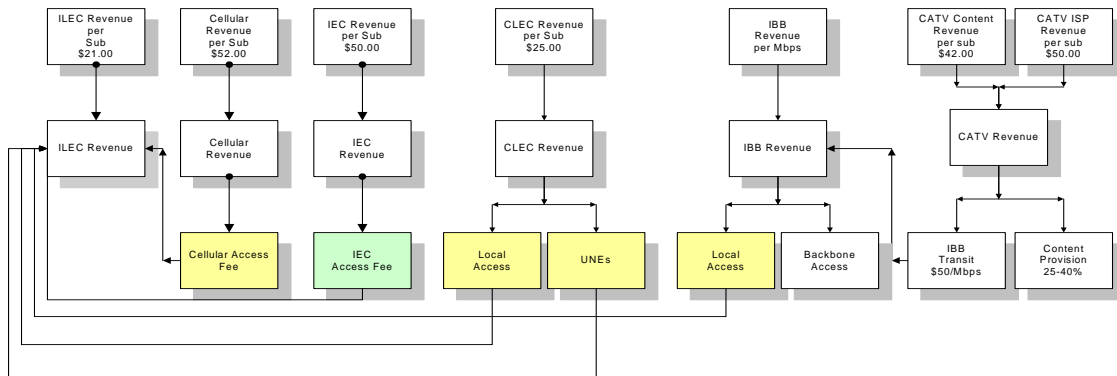 ILEC Revenue
per
Sub
$21.00
Cellular
Revenue
per Sub
$52.00
IEC Revenue
per Sub
$50.00
CLEC Revenue
per Sub
$25.00
IBB
Revenue
per Mbps
CATV Content
Revenue
per sub
$42.00
CATV ISP
Revenue
per sub
$50.00
ILEC Revenue
Cellular
Revenue
IEC
Revenue
CLEC Revenue
IBB Revenue
CATV Revenue
Cellular Access
Fee
IEC
Access Fee
Local
Access
UNEs
Local
Access
Backbone
Access
IBB
Transit
$50/Mbps
Content
Provision
25-40%